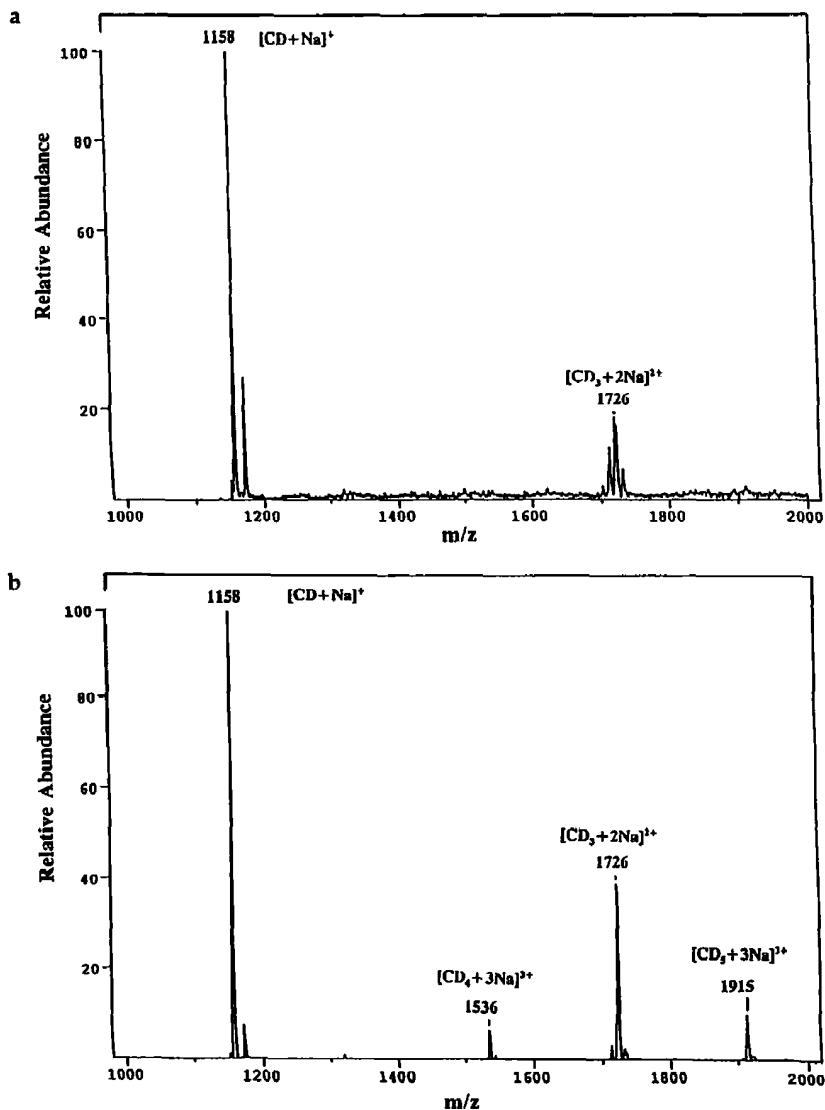 a
1158 [CD+Na]⁺
100
80
60
40
20
Relative Abundance
[CD₃+2Na]²⁺
1726
1000 1200 1400 1600 1800 2000
m/z
b
1158 [CD+Na]⁺
100
80
60
40
20
Relative Abundance
[CD₃+2Na]²⁺
1726
[CD₅+3Na]³⁺
1915
[CD₄+3Na]³⁺
1536
1000 1200 1400 1600 1800 2000
m/z